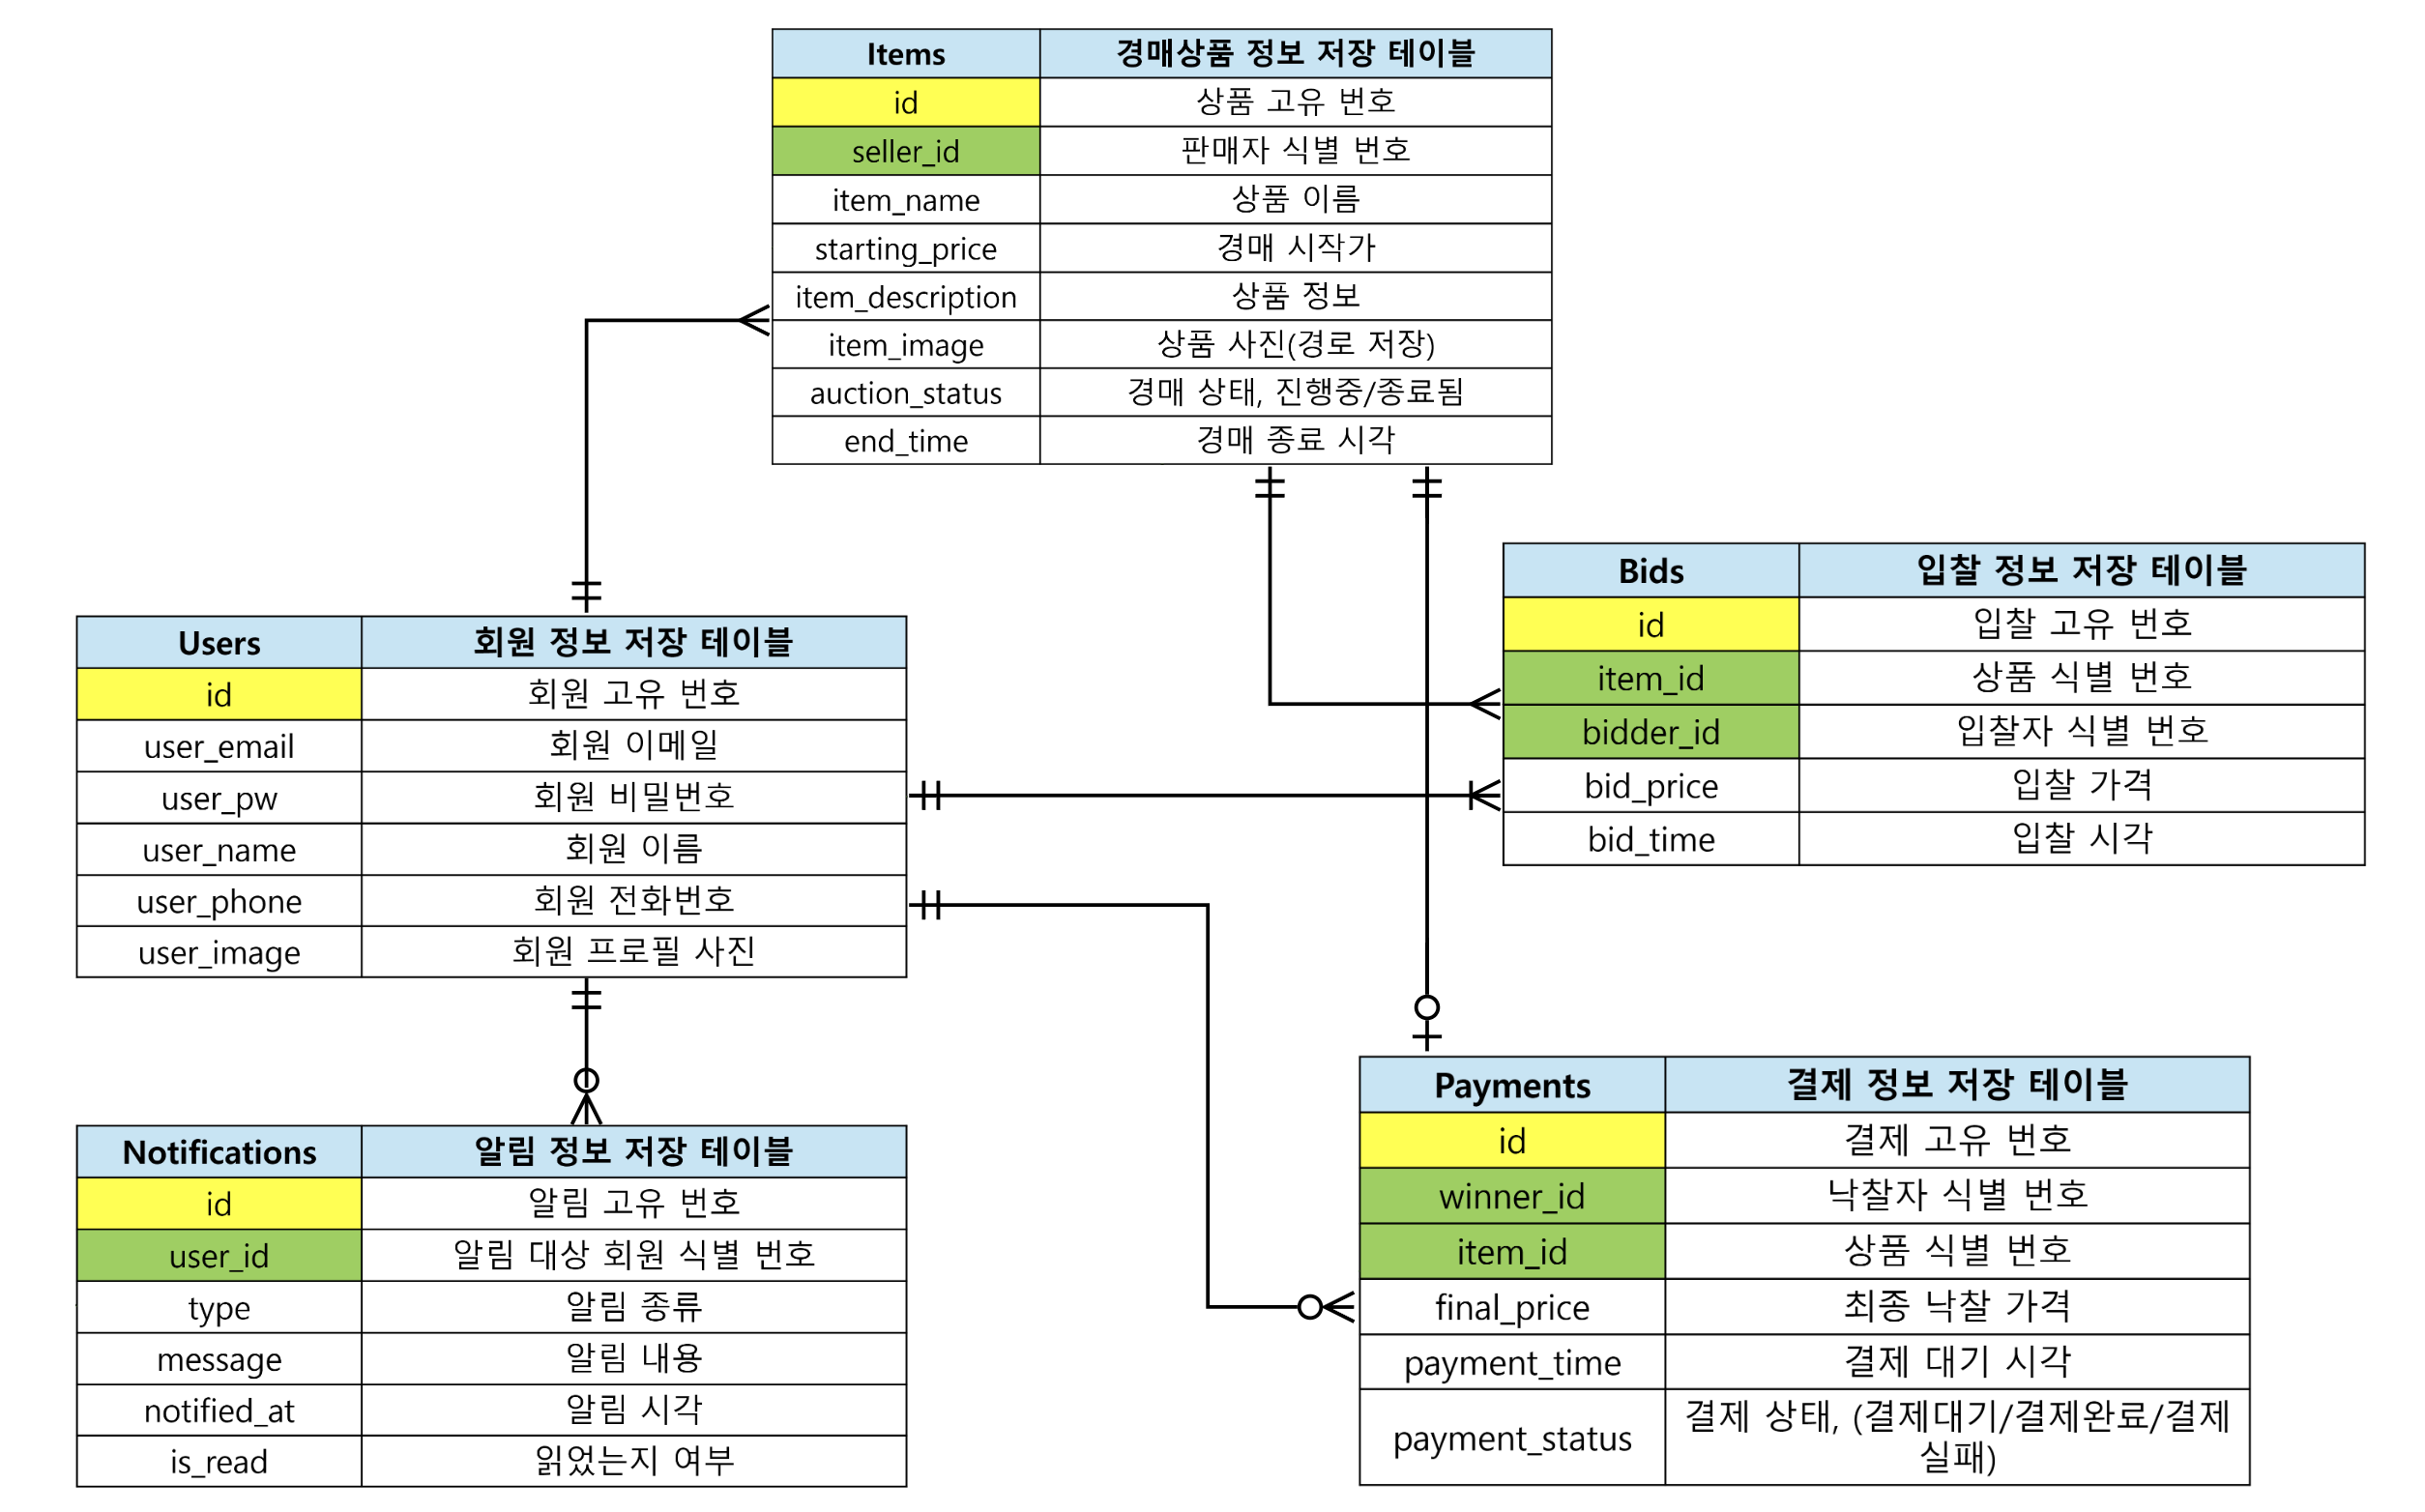 Items 경매상품 정보 저장 테이블
id 상품 고유 번호
seller_id 판매자 식별 번호
item_name 상품 이름
starting_price 경매 시작가
item_description 상품 정보
item_image 상품 사진(경로 저장)
auction_status 경매 상태, 진행중/종료됨
end_time 경매 종료 시각
Bids 입찰 정보 저장 테이블
id 입찰 고유 번호
item_id 상품 식별 번호
bidder_id 입찰자 식별 번호
bid_price 입찰 가격
bid_time 입찰 시각
Users 회원 정보 저장 테이블
id 회원 고유 번호
user_email 회원 이메일
user_pw 회원 비밀번호
user_name 회원 이름
user_phone 회원 전화번호
user_image 회원 프로필 사진
Notifications 알림 정보 저장 테이블
id 알림 고유 번호
user_id 알림 대상 회원 식별 번호
type 알림 종류
message 알림 내용
notified_at 알림 시각
is_read 읽었는지 여부
Payments 결제 정보 저장 테이블
id 결제 고유 번호
winner_id 낙찰자 식별 번호
item_id 상품 식별 번호
final_price 최종 낙찰 가격
payment_time 결제 대기 시각
payment_status 결제 상태, (결제대기/결제완료/결제
실패)